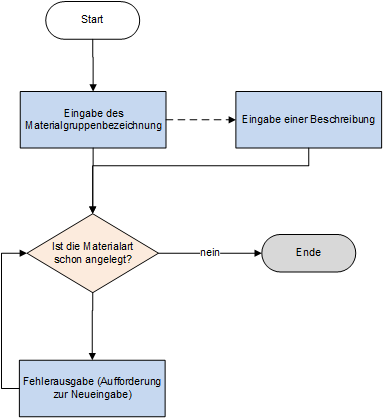 Start
Eingabe des
Materialgruppenbezeichnung
Eingabe einer Beschreibung
Ist die Materialart
schon angelegt?
nein
Ende
Fehlerausgabe (Aufforderung
zur Neueingabe)